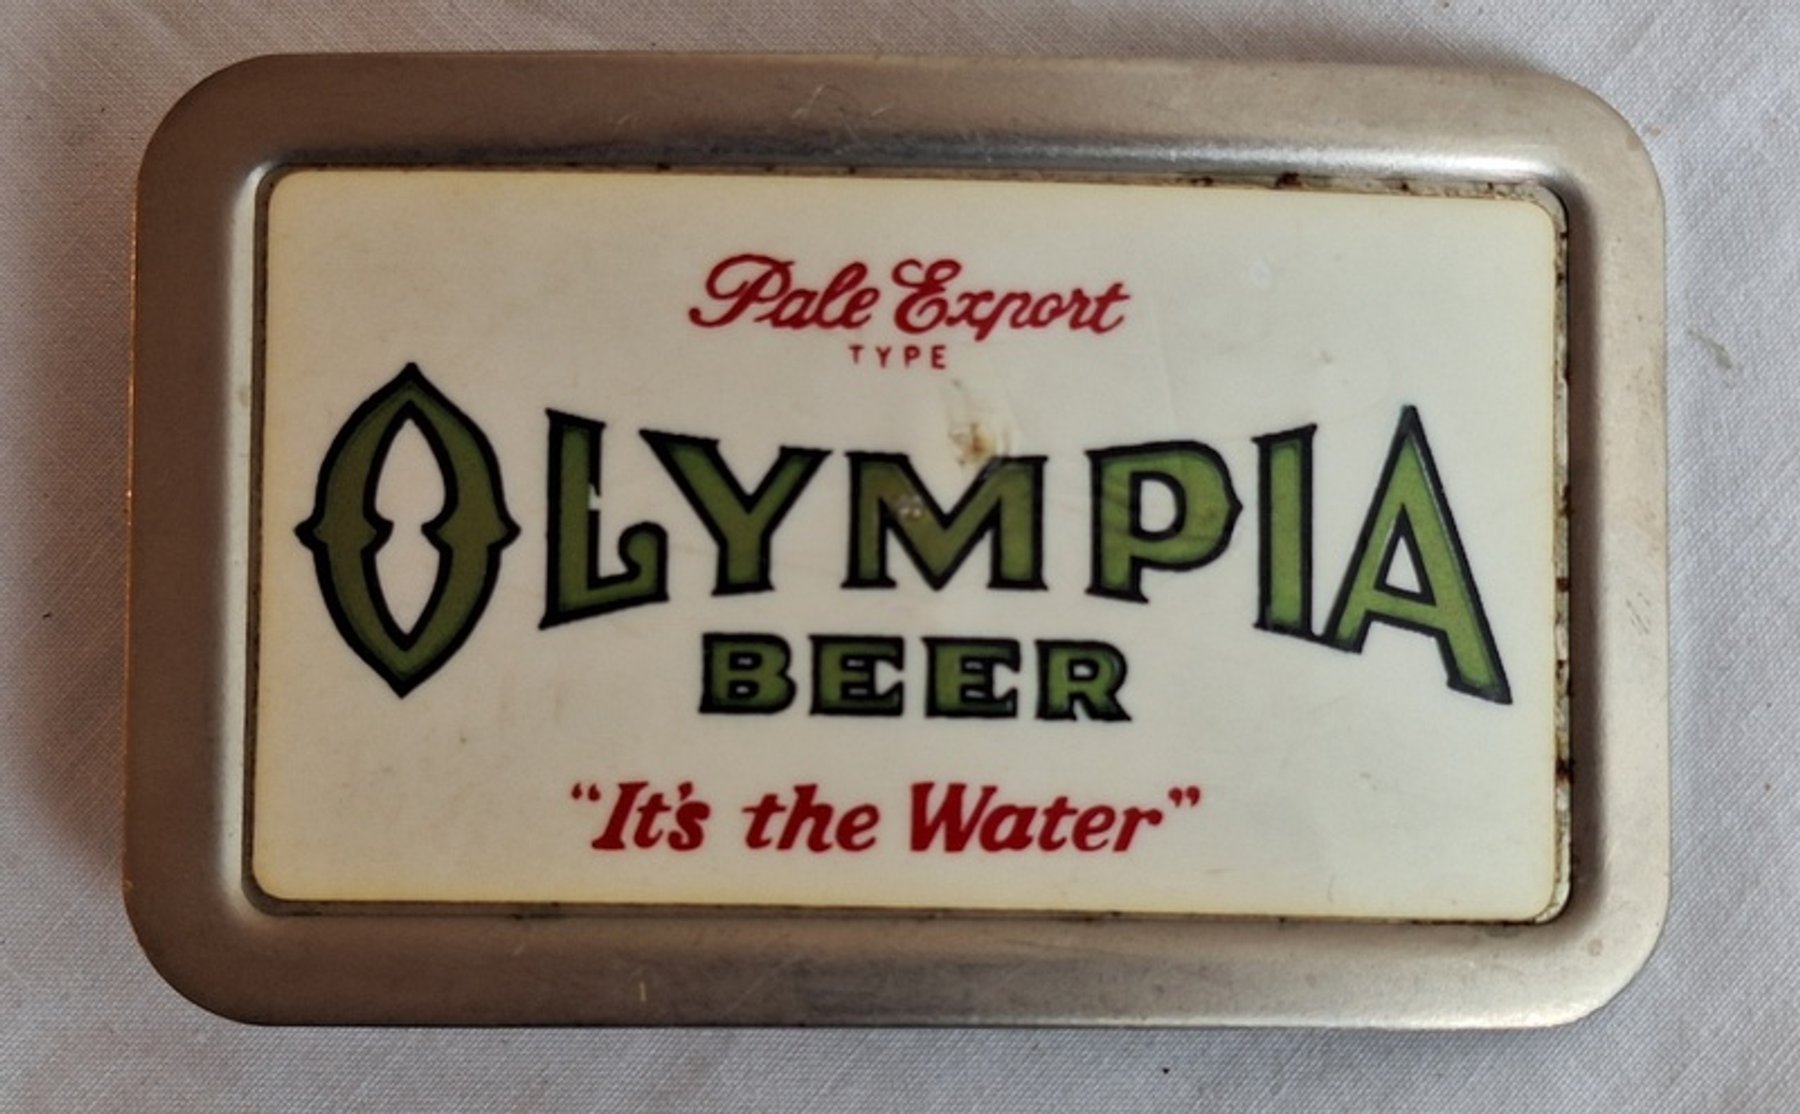 Pale Export
TYPE
OLYMPIA
BEER
“It's the Water”